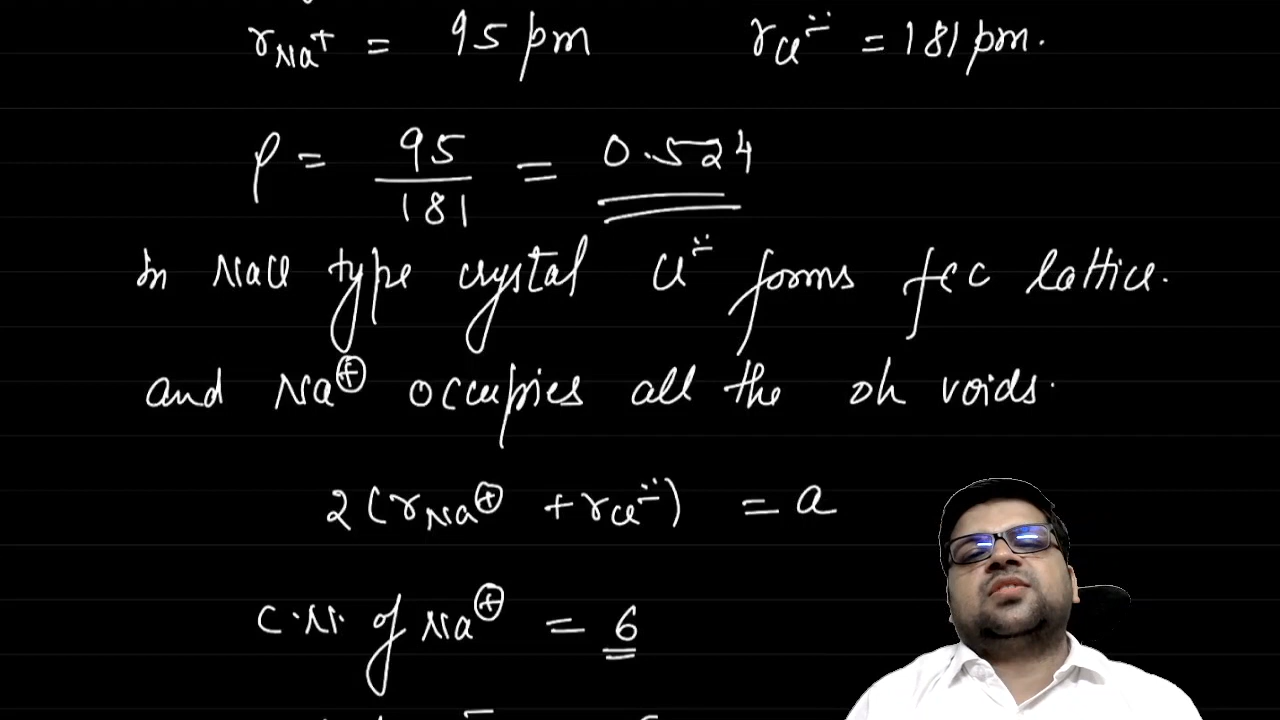 rNa+ = 95 pm rCl- = 181 pm.
ρ = 95/181 = 0.524
In NaCl type crystal Cl- forms fcc lattice.
and Na+ occupies all the oh voids.
2(rNa+ + rCl-) = a
C.N. of Na+ = 6